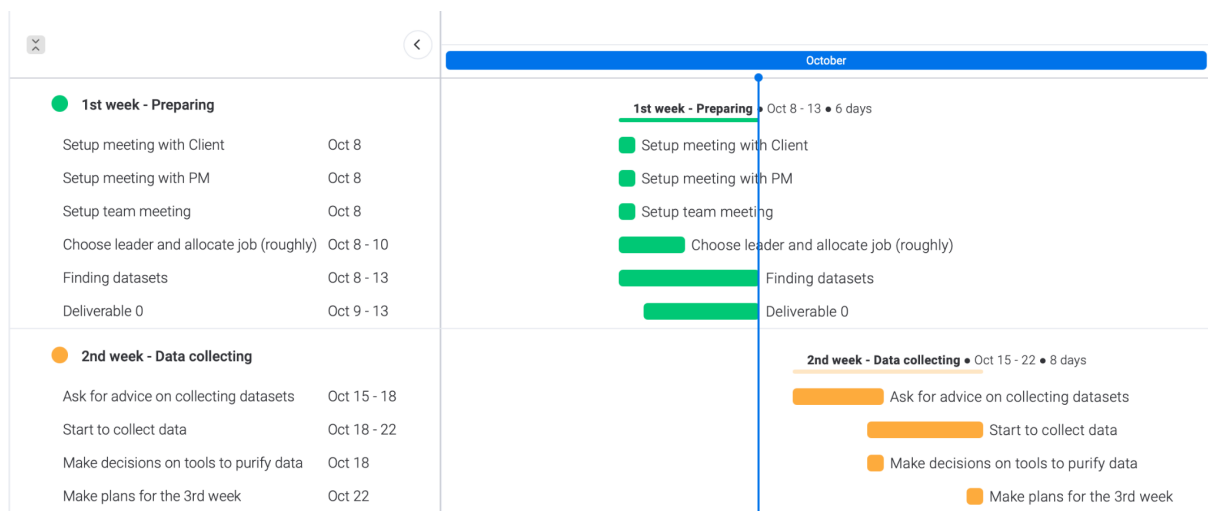 October
1st week - Preparing
1st week - Preparing ● Oct 8 - 13 ● 6 days
Setup meeting with Client Oct 8
Setup meeting with Client
Setup meeting with PM Oct 8
Setup meeting with PM
Setup team meeting Oct 8
Setup team meeting
Choose leader and allocate job (roughly) Oct 8 - 10
Choose leader and allocate job (roughly)
Finding datasets Oct 8 - 13
Finding datasets
Deliverable 0 Oct 9 - 13
Deliverable 0
2nd week - Data collecting
2nd week - Data collecting ● Oct 15 - 22 ● 8 days
Ask for advice on collecting datasets Oct 15 - 18
Ask for advice on collecting datasets
Start to collect data Oct 18 - 22
Start to collect data
Make decisions on tools to purify data Oct 18
Make decisions on tools to purify data
Make plans for the 3rd week Oct 22
Make plans for the 3rd week